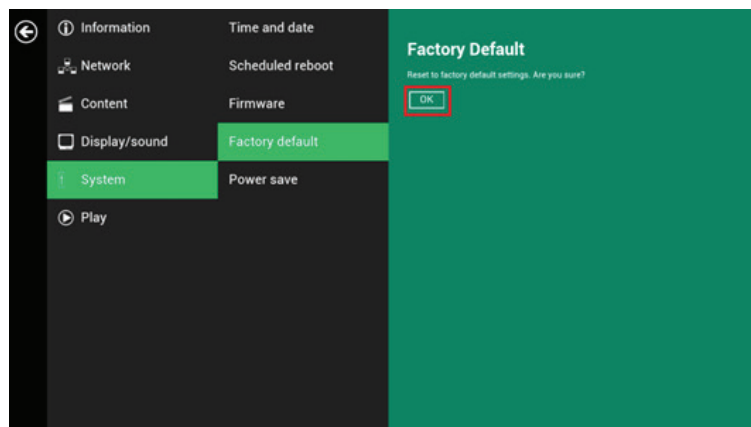 Information
Network
Content
Display/sound
System
Play
Time and date
Scheduled reboot
Firmware
Factory default
Power save
Factory Default
Reset to factory default settings. Are you sure?
OK